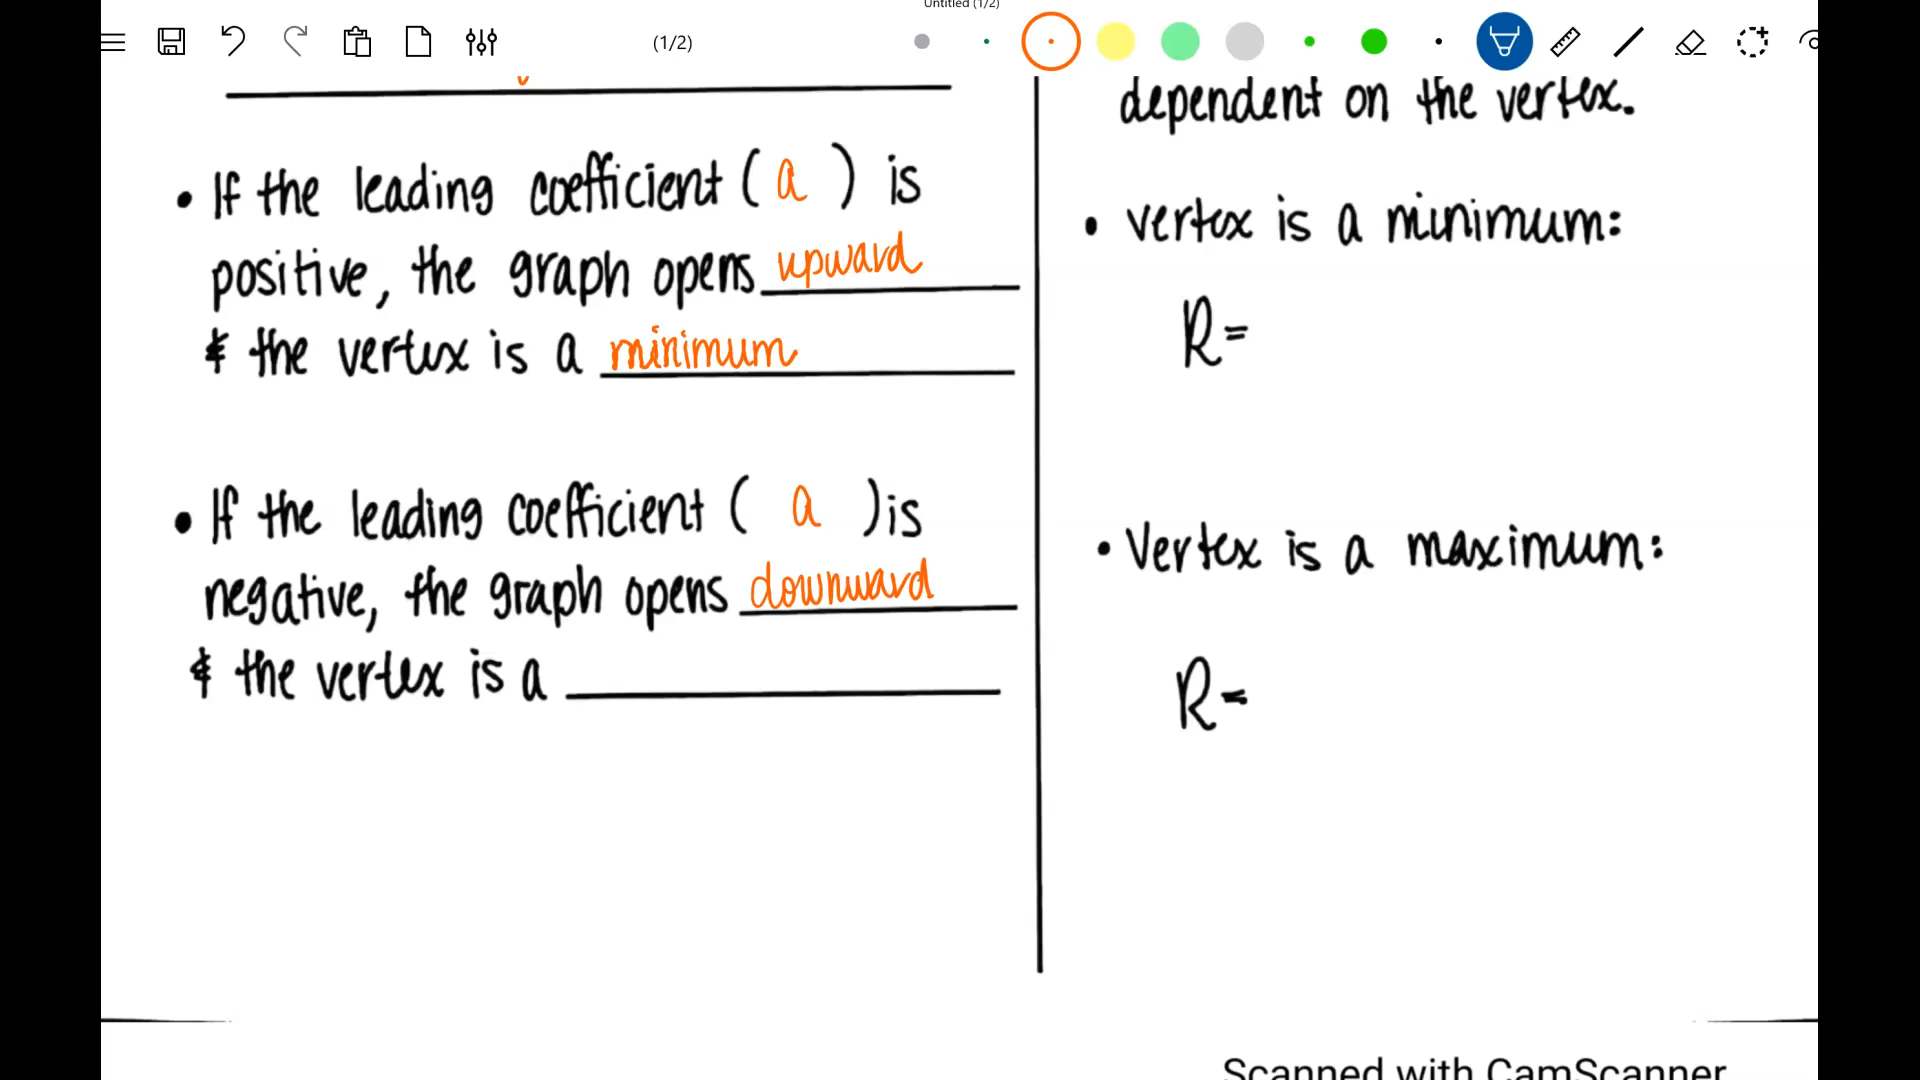 Untitled (1/2)
(1/2)
• If the leading coefficient ( a ) is
positive, the graph opens upward
& the vertex is a minimum
• If the leading coefficient ( a ) is
negative, the graph opens downward
& the vertex is a
dependent on the vertex.
• vertex is a minimum:
R=
• Vertex is a maximum:
R=
Scanned with CamScanner